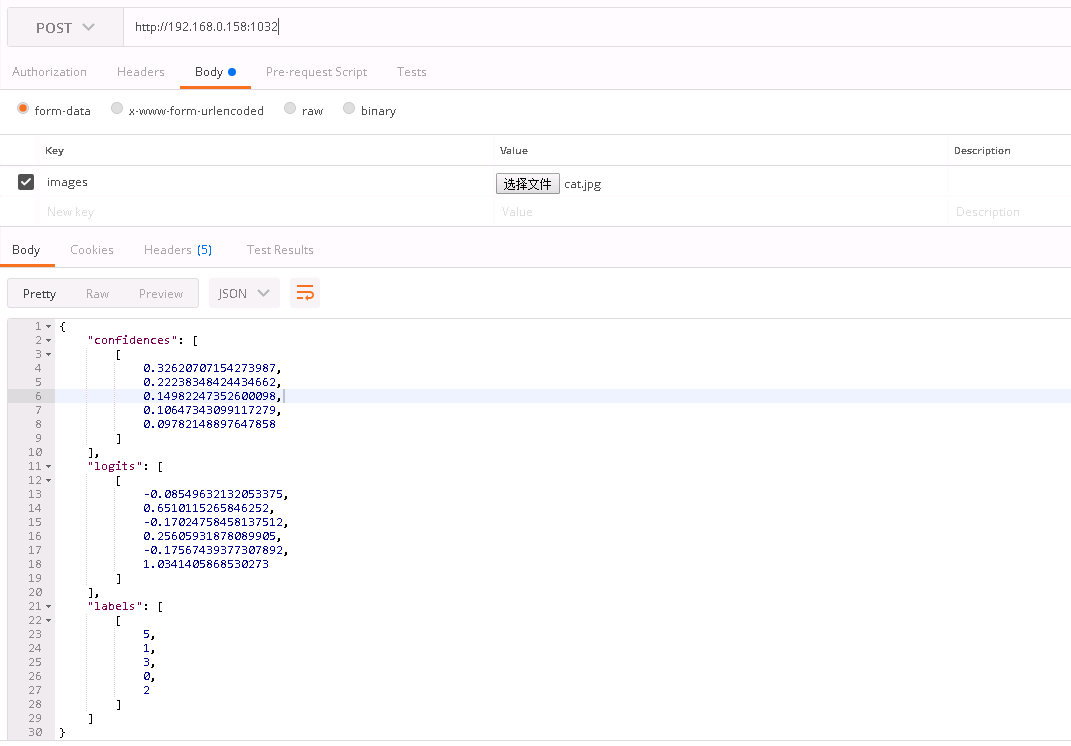 POST http://192.168.0.158:1032
Authorization Headers Body Pre-request Script Tests
form-data x-www-form-urlencoded raw binary
Key Value Description
images 选择文件 cat.jpg
New key Value Description
Body Cookies Headers (5) Test Results
Pretty Raw Preview JSON
1 {
2 "confidences": [
3 [
4 0.32620707154273987,
5 0.22238348424434662,
6 0.14982247352600098,
7 0.10647343099117279,
8 0.09782148897647858
9 ]
10 ],
11 "logits": [
12 [
13 -0.08549632132053375,
14 0.6510115265846252,
15 -0.17024758458137512,
16 0.25605931878089905,
17 -0.17567439377307892,
18 1.0341405868530273
19 ]
20 ],
21 "labels": [
22 [
23 5,
24 1,
25 3,
26 0,
27 2
28 ]
29 ]
30 }